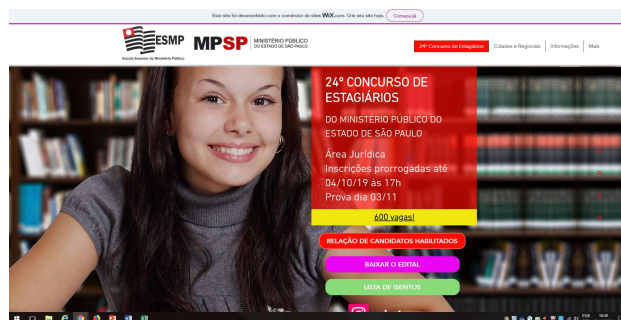 Este site foi desenvolvido com o construtor de sites WiX.com. Crie seu site hoje. Comece já
ESMP
Escola Superior do Ministério Público
MPSP MINISTÉRIO PÚBLICO
DO ESTADO DE SÃO PAULO
24º Concurso de Estagiários Cidades e Regionais Informações Mais
24º CONCURSO DE
ESTAGIÁRIOS
DO MINISTÉRIO PÚBLICO DO
ESTADO DE SÃO PAULO
Área Jurídica
Inscrições prorrogadas até
04/10/19 às 17h
Prova dia 03/11
600 vagas!
RELAÇÃO DE CANDIDATOS HABILITADOS
BAIXAR O EDITAL
LISTA DE ISENTOS
POR